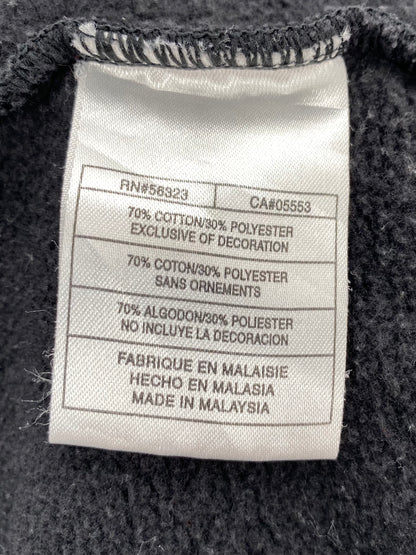 RN#56323 CA#05553
70% COTTON/30% POLYESTER
EXCLUSIVE OF DECORATION
70% COTON/30% POLYESTER
SANS ORNEMENTS
70% ALGODON/30% POLIESTER
NO INCLUYE LA DECORACION
FABRIQUE EN MALAISIE
HECHO EN MALASIA
MADE IN MALAYSIA